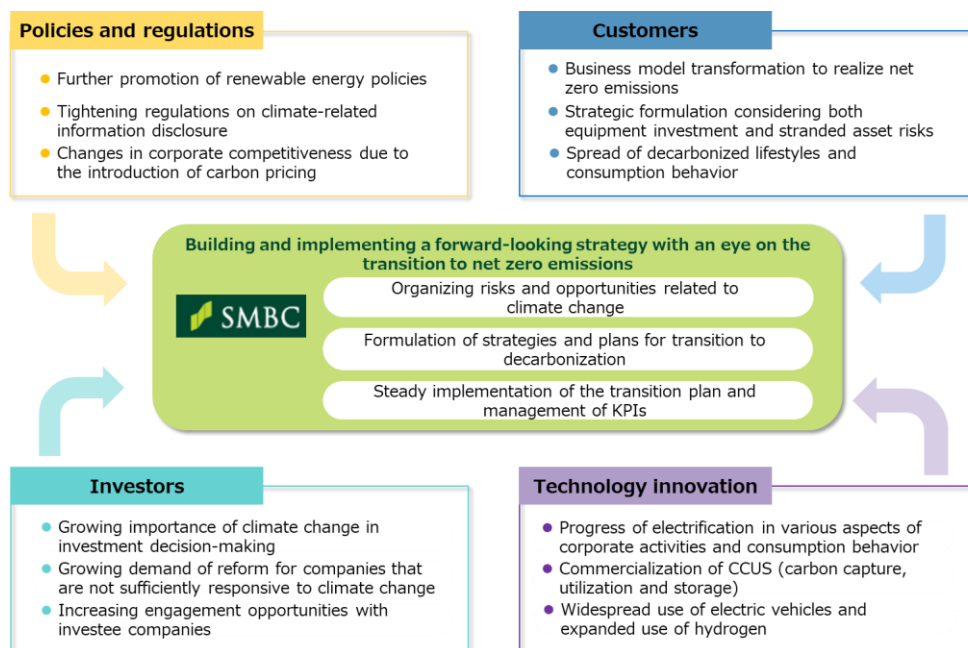 Policies and regulations
Further promotion of renewable energy policies
Tightening regulations on climate-related
information disclosure
Changes in corporate competitiveness due to
the introduction of carbon pricing
Customers
Business model transformation to realize net
zero emissions
Strategic formulation considering both
equipment investment and stranded asset risks
Spread of decarbonized lifestyles and
consumption behavior
Building and implementing a forward-looking strategy with an eye on the
transition to net zero emissions
SMBC
Organizing risks and opportunities related to
climate change
Formulation of strategies and plans for transition to
decarbonization
Steady implementation of the transition plan and
management of KPIs
Investors
Growing importance of climate change in
investment decision-making
Growing demand of reform for companies that
are not sufficiently responsive to climate change
Increasing engagement opportunities with
investee companies
Technology innovation
Progress of electrification in various aspects of
corporate activities and consumption behavior
Commercialization of CCUS (carbon capture,
utilization and storage)
Widespread use of electric vehicles and
expanded use of hydrogen